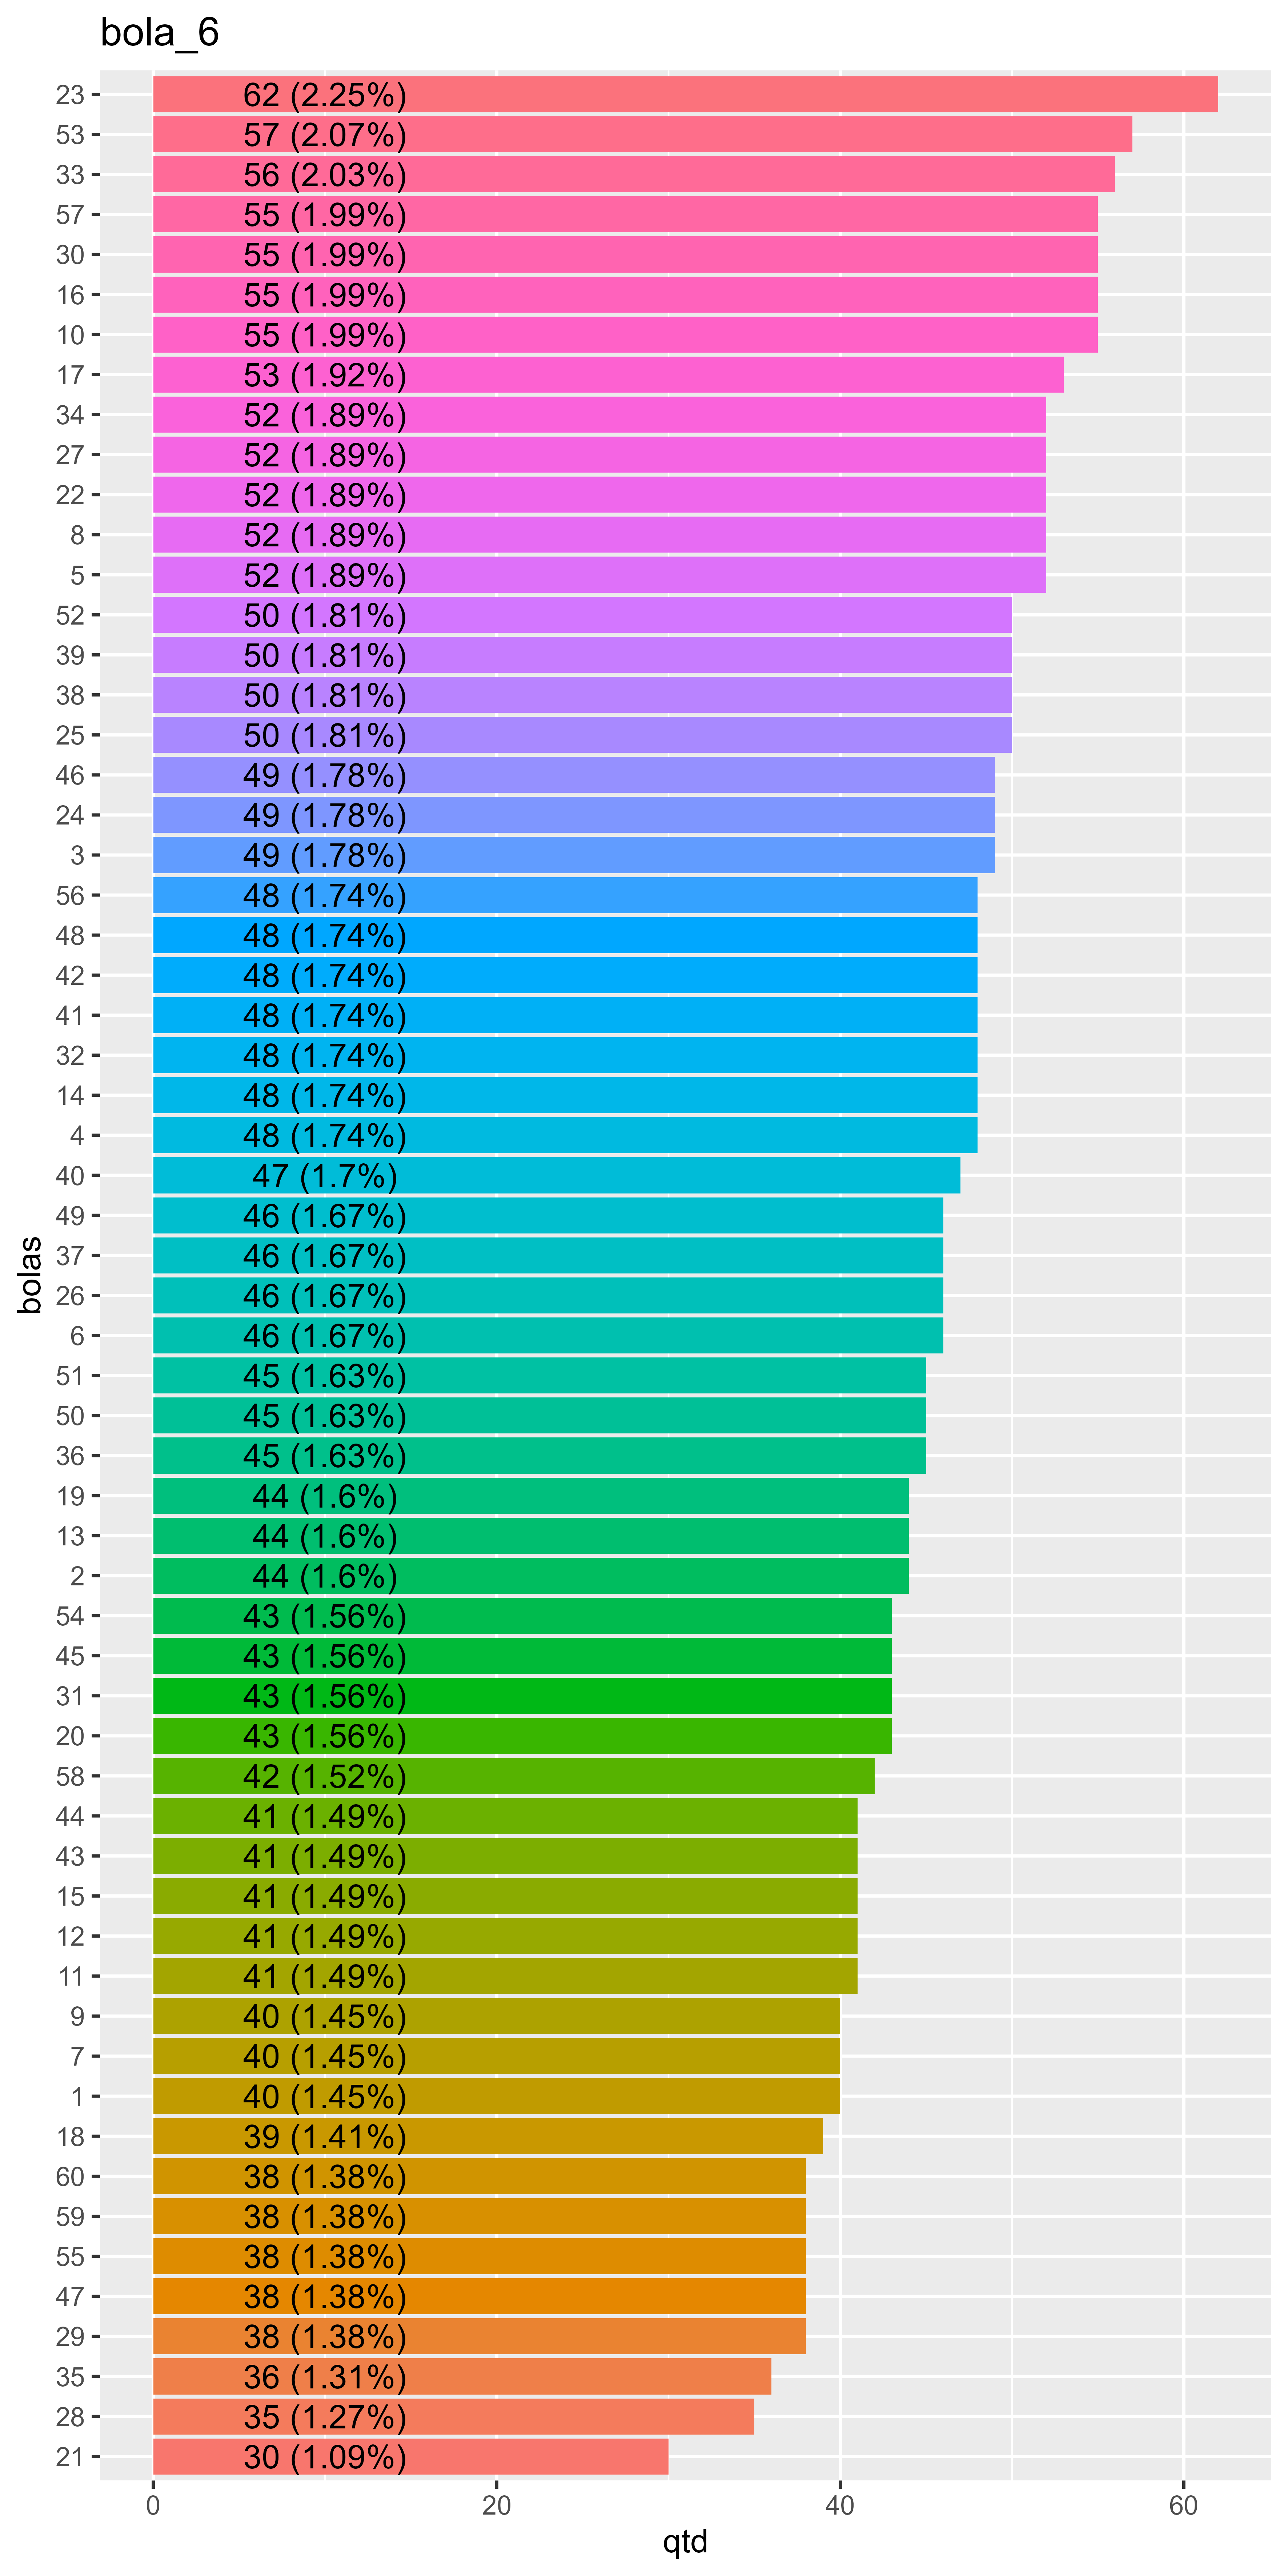 bola_6
23 62 (2.25%)
53 57 (2.07%)
33 56 (2.03%)
57 55 (1.99%)
30 55 (1.99%)
16 55 (1.99%)
10 55 (1.99%)
17 53 (1.92%)
34 52 (1.89%)
27 52 (1.89%)
22 52 (1.89%)
8 52 (1.89%)
5 52 (1.89%)
52 50 (1.81%)
39 50 (1.81%)
38 50 (1.81%)
25 50 (1.81%)
46 49 (1.78%)
24 49 (1.78%)
3 49 (1.78%)
56 48 (1.74%)
48 48 (1.74%)
42 48 (1.74%)
41 48 (1.74%)
32 48 (1.74%)
14 48 (1.74%)
4 48 (1.74%)
40 47 (1.7%)
49 46 (1.67%)
37 46 (1.67%)
26 46 (1.67%)
6 46 (1.67%)
51 45 (1.63%)
50 45 (1.63%)
36 45 (1.63%)
19 44 (1.6%)
13 44 (1.6%)
2 44 (1.6%)
54 43 (1.56%)
45 43 (1.56%)
31 43 (1.56%)
20 43 (1.56%)
58 42 (1.52%)
44 41 (1.49%)
43 41 (1.49%)
15 41 (1.49%)
12 41 (1.49%)
11 41 (1.49%)
9 40 (1.45%)
7 40 (1.45%)
1 40 (1.45%)
18 39 (1.41%)
60 38 (1.38%)
59 38 (1.38%)
55 38 (1.38%)
47 38 (1.38%)
29 38 (1.38%)
35 36 (1.31%)
28 35 (1.27%)
21 30 (1.09%)
bolas
0 20 40 60
qtd